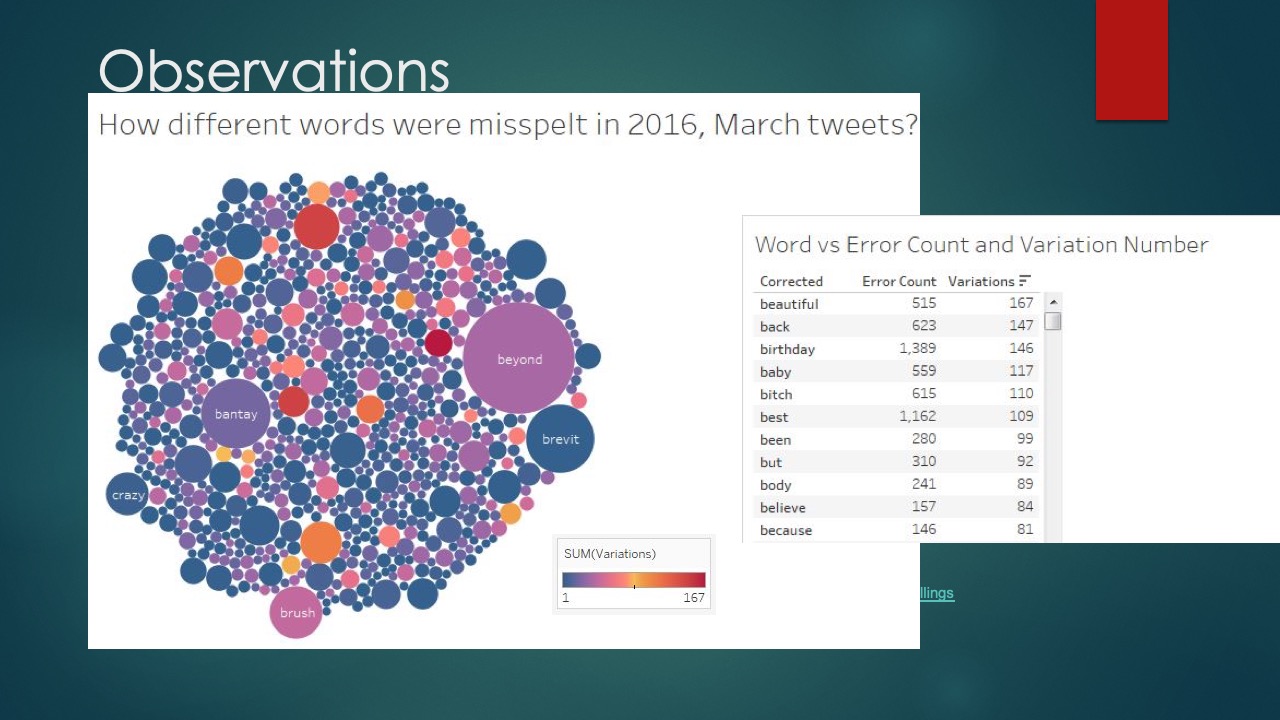 Observations
How different words were misspelt in 2016, March tweets?
beyond
bantay
brevit
crazy
brush
SUM(Variations)
1 167
Word vs Error Count and Variation Number
Corrected Error Count Variations
beautiful 515 167
back 623 147
birthday 1,389 146
baby 559 117
bitch 615 110
best 1,162 109
been 280 99
but 310 92
body 241 89
believe 157 84
because 146 81
llings